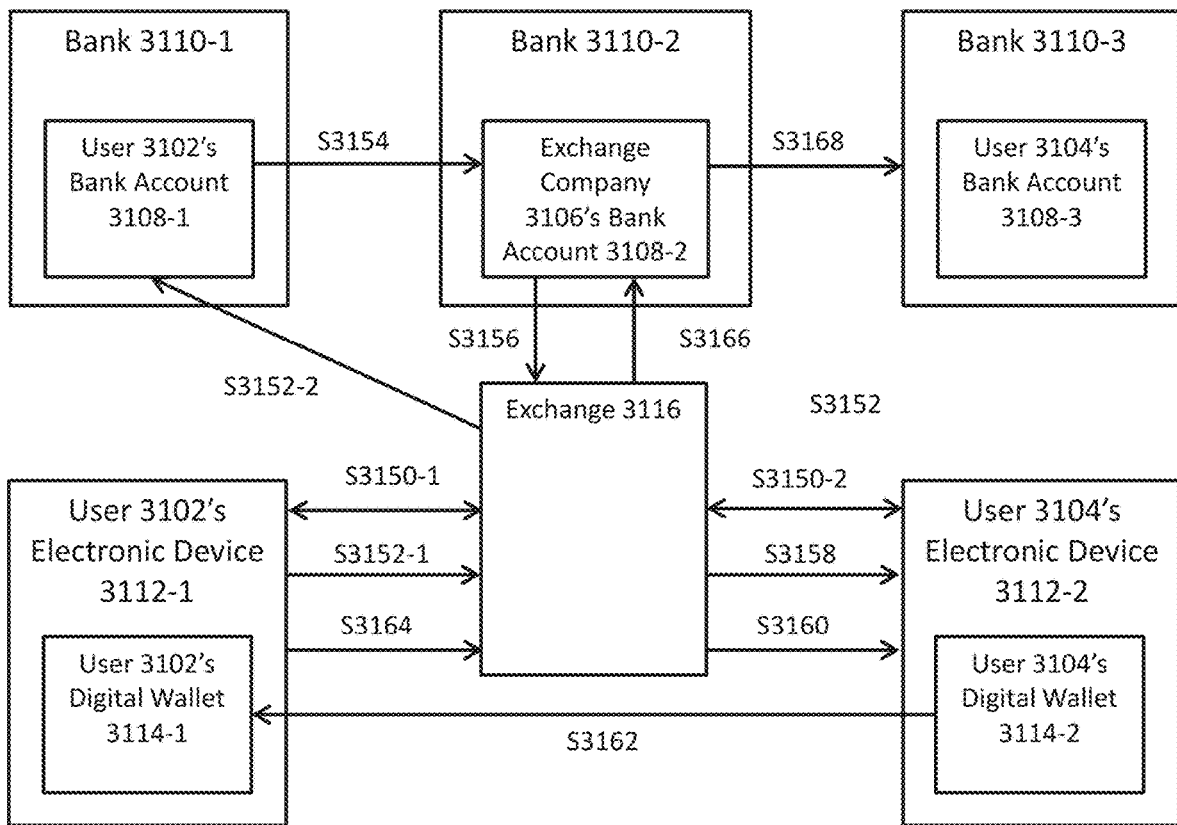 Bank 3110-1
Bank 3110-2
Bank 3110-3
User 3102's
Bank Account
3108-1
S3154
Exchange
Company
3106's Bank
Account 3108-2
S3168
User 3104's
Bank Account
3108-3
S3156
S3166
S3152-2
Exchange 3116
S3152
S3150-1
S3150-2
User 3102's
Electronic Device
3112-1
S3152-1
S3164
S3158
S3160
User 3104's
Electronic Device
3112-2
User 3102's
Digital Wallet
3114-1
S3162
User 3104's
Digital Wallet
3114-2